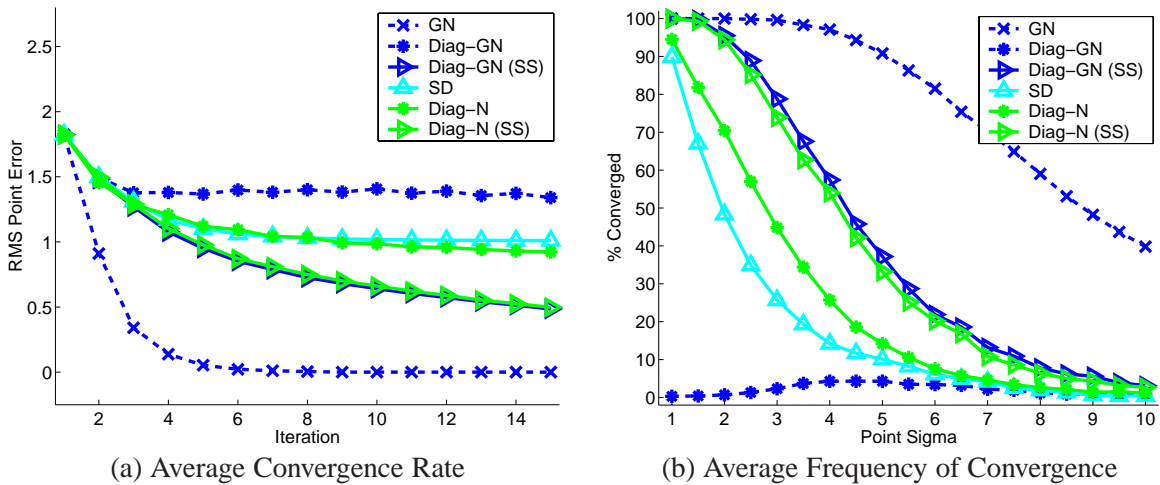 2.5
2
1.5
1
0.5
0
RMS Point Error
2 4 6 8 10 12 14
Iteration
GN
Diag−GN
Diag−GN (SS)
SD
Diag−N
Diag−N (SS)
(a) Average Convergence Rate
100
90
80
70
60
50
40
30
20
10
0
% Converged
1 2 3 4 5 6 7 8 9 10
Point Sigma
GN
Diag−GN
Diag−GN (SS)
SD
Diag−N
Diag−N (SS)
(b) Average Frequency of Convergence